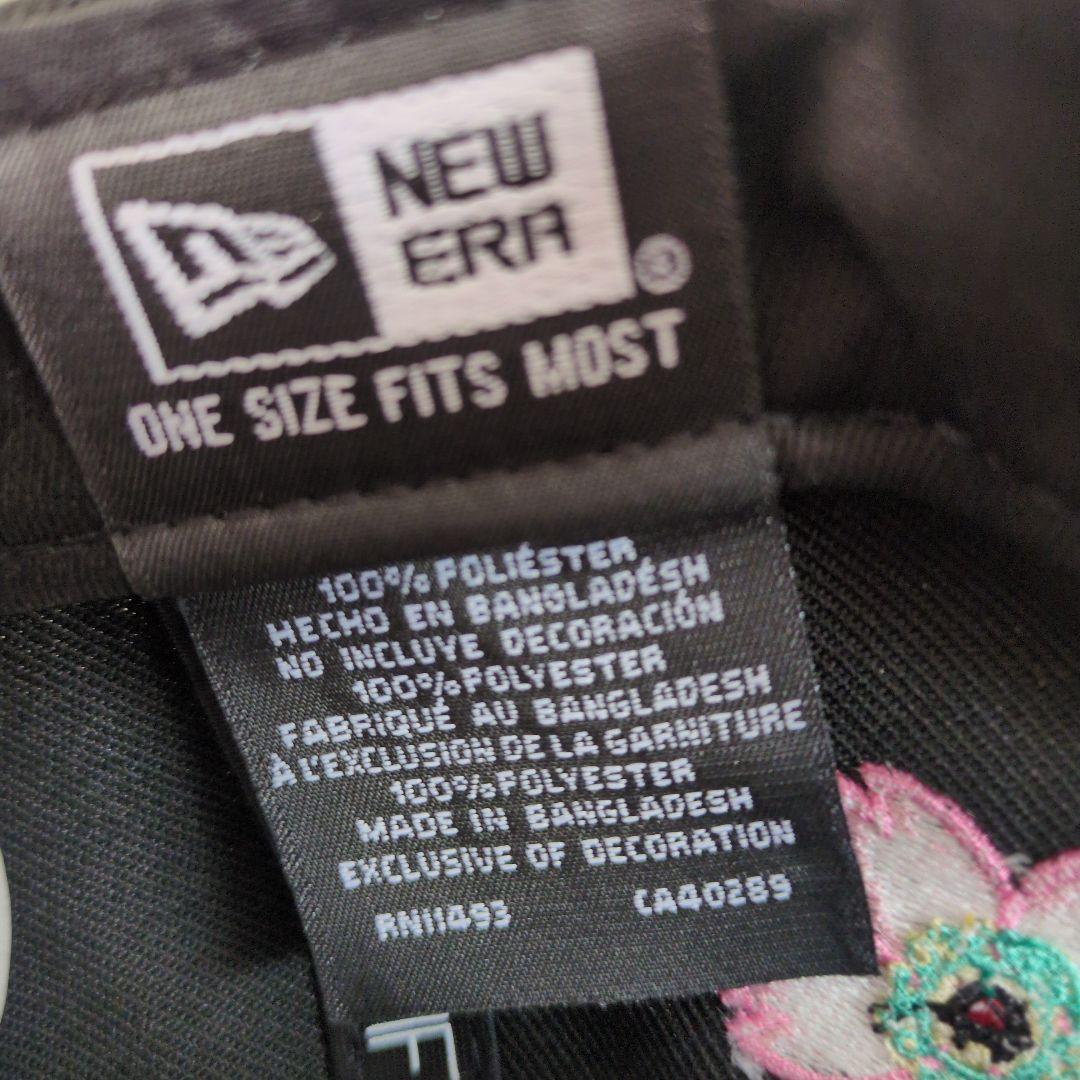 NEW
ERA
®
ONE SIZE FITS MOST
100% POLIÉSTER
HECHO EN BANGLADÉSH
NO INCLUYE DECORACIÓN
100% POLYESTER
FABRIQUÉ AU BANGLADESH
À L'EXCLUSION DE LA GARNITURE
100% POLYESTER
MADE IN BANGLADESH
EXCLUSIVE OF DECORATION
RN11493 CA40289